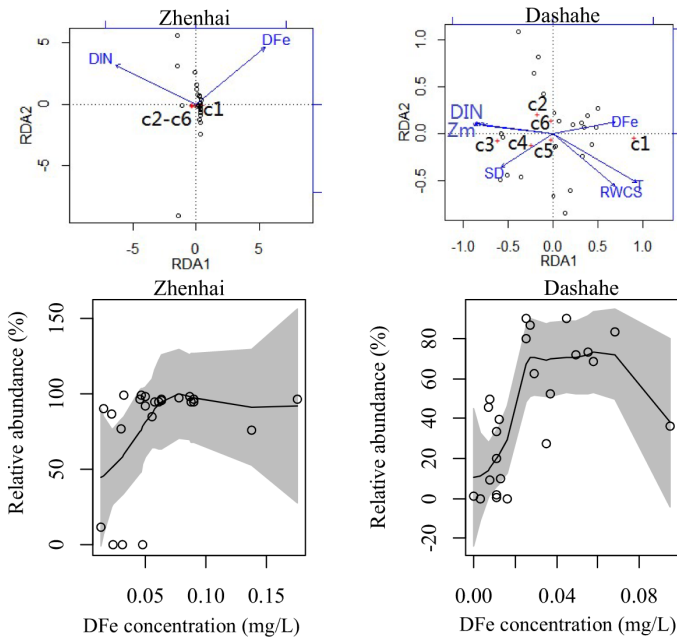 Zhenhai
Dashahe
5
0
-5
RDA2
DIN
DFe
c1
c2-c6
-5
0
5
RDA1
1.0
0.5
0.0
-0.5
RDA2
DIN
Zm
c2
c6
DFe
c3
c4
c5
c1
SD
RWCS
T
-1.0
-0.5
0.0
0.5
1.0
RDA1
Zhenhai
Dashahe
Relative abundance (%)
150
100
50
0
0.05
0.10
0.15
DFe concentration (mg/L)
Relative abundance (%)
80
60
40
20
0
-20
0.00
0.04
0.08
DFe concentration (mg/L)